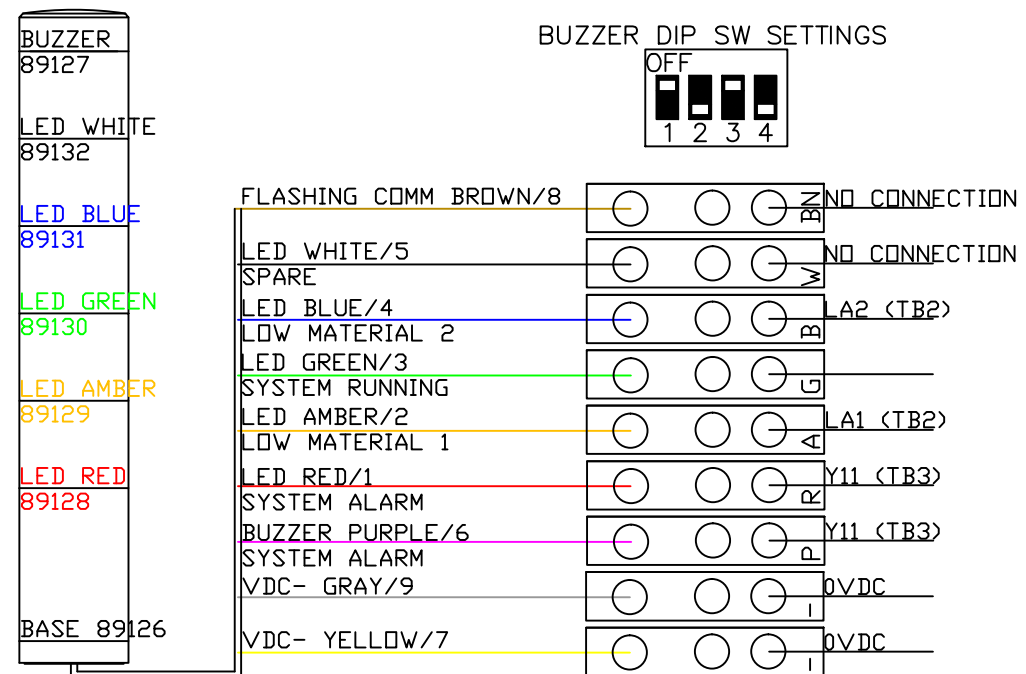 BUZZER
89127
LED WHITE
89132
LED BLUE
89131
LED GREEN
89130
LED AMBER
89129
LED RED
89128
BASE 89126
BUZZER DIP SW SETTINGS
OFF
1 2 3 4
FLASHING COMM BROWN/8
BN
NO CONNECTION
LED WHITE/5
SPARE
W
NO CONNECTION
LED BLUE/4
LOW MATERIAL 2
B
LA2 (TB2)
LED GREEN/3
SYSTEM RUNNING
G
LED AMBER/2
LOW MATERIAL 1
A
LA1 (TB2)
LED RED/1
SYSTEM ALARM
R
Y11 (TB3)
BUZZER PURPLE/6
SYSTEM ALARM
P
Y11 (TB3)
VDC- GRAY/9
-
0VDC
VDC- YELLOW/7
-
0VDC